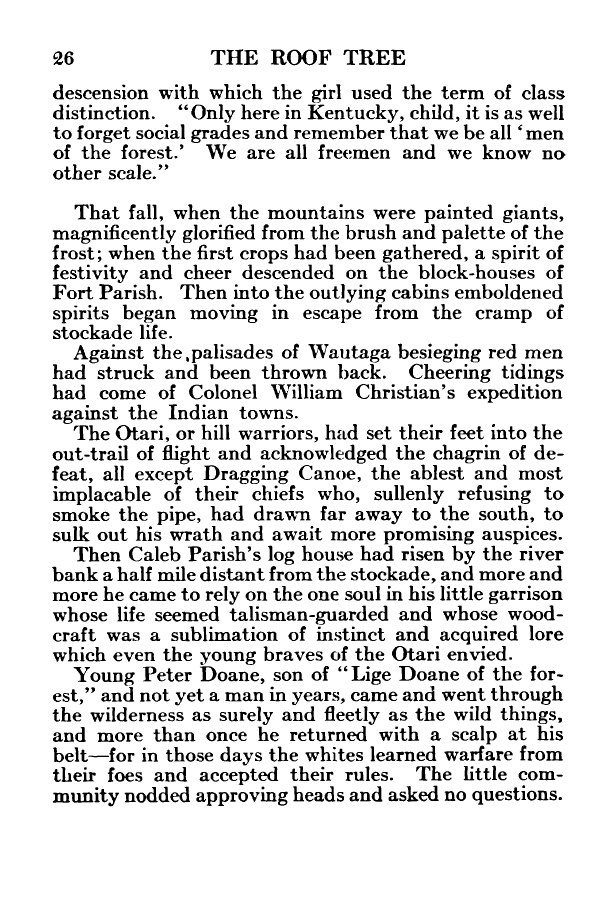 26 THE ROOF TREE
descension with which the girl used the term of class
distinction. “Only here in Kentucky, child, it is as well
to forget social grades and remember that we be all ‘men
of the forest.’ We are all freemen and we know no
other scale.”
That fall, when the mountains were painted giants,
magnificently glorified from the brush and palette of the
frost; when the first crops had been gathered, a spirit of
festivity and cheer descended on the block-houses of
Fort Parish. Then into the outlying cabins emboldened
spirits began moving in escape from the cramp of
stockade life.
Against the palisades of Wautaga besieging red men
had struck and been thrown back. Cheering tidings
had come of Colonel William Christian’s expedition
against the Indian towns.
The Otari, or hill warriors, had set their feet into the
out-trail of flight and acknowledged the chagrin of de-
feat, all except Dragging Canoe, the ablest and most
implacable of their chiefs who, sullenly refusing to
smoke the pipe, had drawn far away to the south, to
sulk out his wrath and await more promising auspices.
Then Caleb Parish’s log house had risen by the river
bank a half mile distant from the stockade, and more and
more he came to rely on the one soul in his little garrison
whose life seemed talisman-guarded and whose wood-
craft was a sublimation of instinct and acquired lore
which even the young braves of the Otari envied.
Young Peter Doane, son of “Lige Doane of the for-
est,” and not yet a man in years, came and went through
the wilderness as surely and fleetly as the wild things,
and more than once he returned with a scalp at his
belt—for in those days the whites learned warfare from
their foes and accepted their rules. The little com-
munity nodded approving heads and asked no questions.